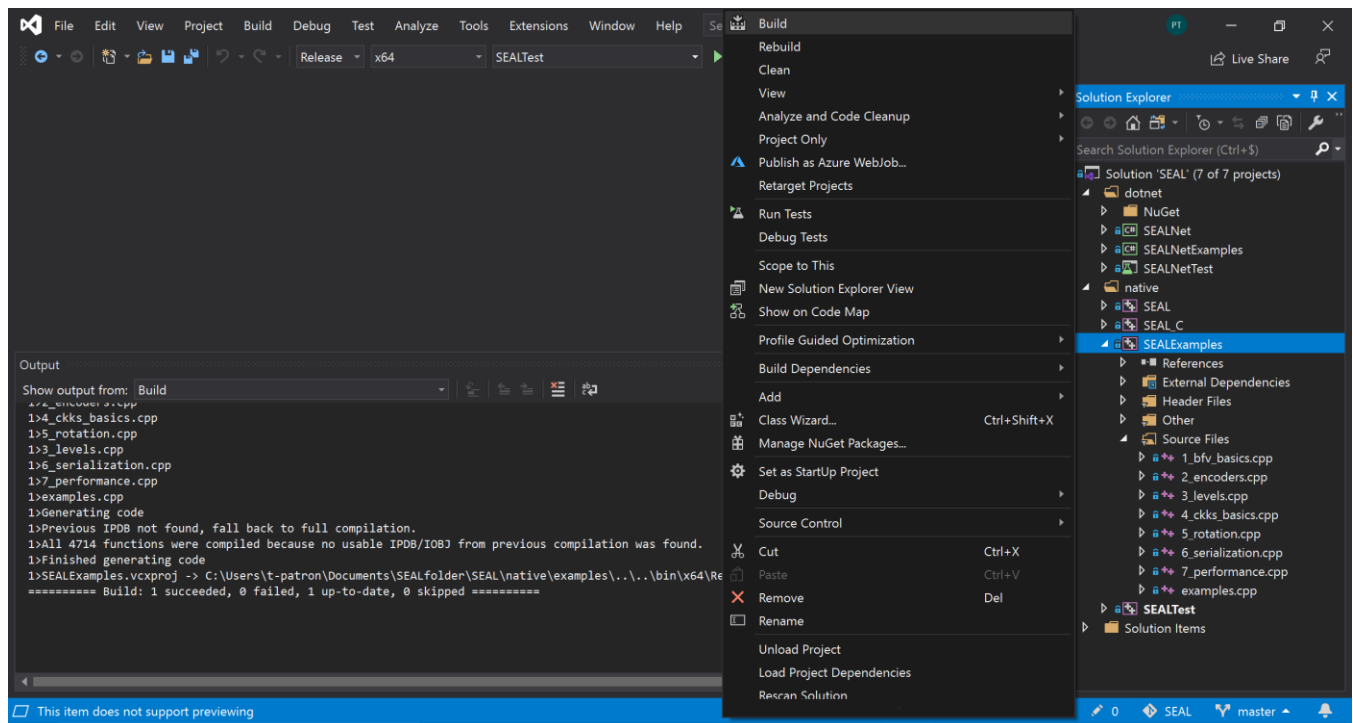 File Edit View Project Build Debug Test Analyze Tools Extensions Window Help Se
PT
Release x64 SEALTest
Live Share
Build
Rebuild
Clean
View
Analyze and Code Cleanup
Project Only
Publish as Azure WebJob...
Retarget Projects
Run Tests
Debug Tests
Scope to This
New Solution Explorer View
Show on Code Map
Profile Guided Optimization
Build Dependencies
Add
Class Wizard... Ctrl+Shift+X
Manage NuGet Packages...
Set as StartUp Project
Debug
Source Control
Cut Ctrl+X
Paste Ctrl+V
Remove Del
Rename
Unload Project
Load Project Dependencies
Rescan Solution
Solution Explorer
Search Solution Explorer (Ctrl+$)
Solution 'SEAL' (7 of 7 projects)
dotnet
NuGet
C# SEALNet
C# SEALNetExamples
SEALNetTest
native
SEAL
SEAL_C
SEALExamples
References
External Dependencies
Header Files
Other
Source Files
1_bfv_basics.cpp
2_encoders.cpp
3_levels.cpp
4_ckks_basics.cpp
5_rotation.cpp
6_serialization.cpp
7_performance.cpp
examples.cpp
SEALTest
Solution Items
Output
Show output from: Build
1>2_encoders.cpp
1>4_ckks_basics.cpp
1>5_rotation.cpp
1>3_levels.cpp
1>6_serialization.cpp
1>7_performance.cpp
1>examples.cpp
1>Generating code
1>Previous IPDB not found, fall back to full compilation.
1>All 4714 functions were compiled because no usable IPDB/IOBJ from previous compilation was found.
1>Finished generating code
1>SEALExamples.vcxproj -> C:\Users\t-patron\Documents\SEALfolder\SEAL\native\examples\..\..\bin\x64\Re
========== Build: 1 succeeded, 0 failed, 1 up-to-date, 0 skipped ==========
This item does not support previewing
0 SEAL master